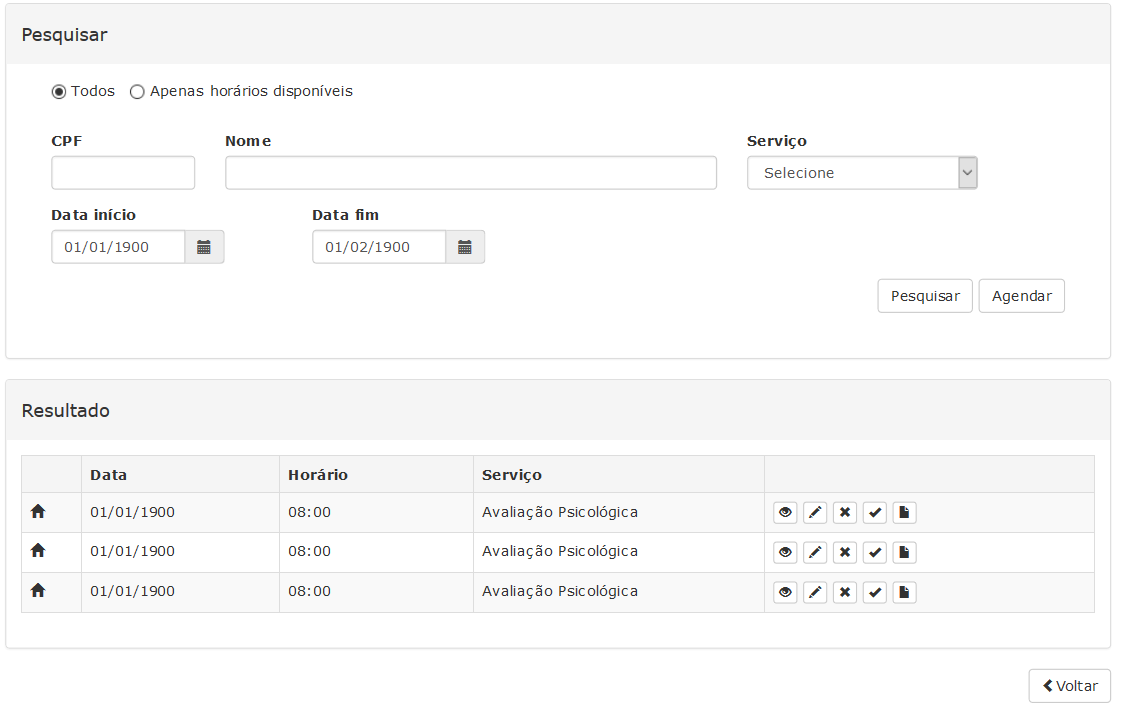 Pesquisar
Todos Apenas horários disponíveis
CPF Nome Serviço
Selecione
Data início Data fim
01/01/1900 01/02/1900
Pesquisar Agendar
Resultado
Data Horário Serviço
01/01/1900 08:00 Avaliação Psicológica
01/01/1900 08:00 Avaliação Psicológica
01/01/1900 08:00 Avaliação Psicológica
Voltar